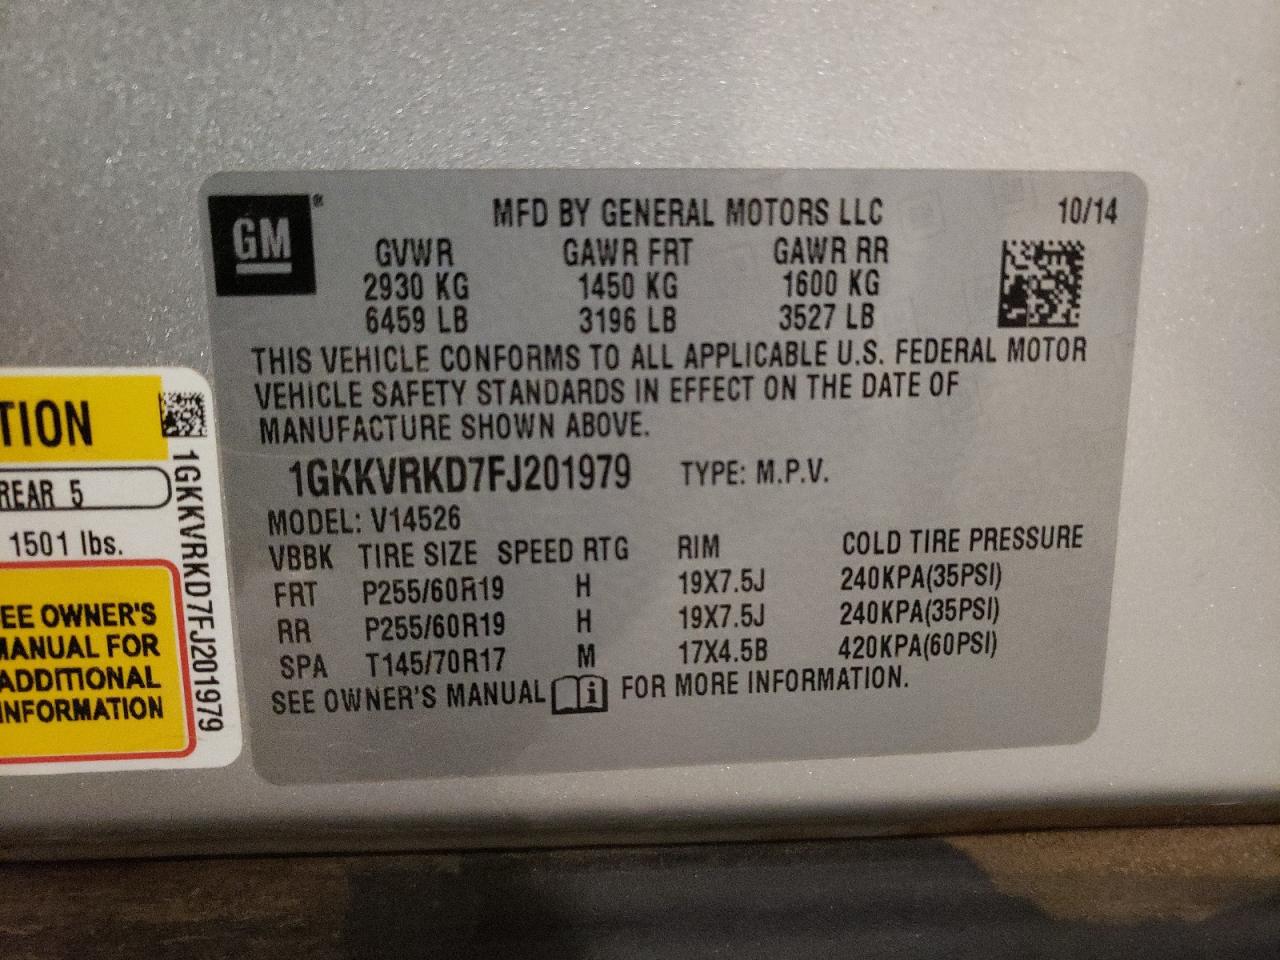 GM®
MFD BY GENERAL MOTORS LLC 10/14
GVWR GAWR FRT GAWR RR
2930 KG 1450 KG 1600 KG
6459 LB 3196 LB 3527 LB
THIS VEHICLE CONFORMS TO ALL APPLICABLE U.S. FEDERAL MOTOR
VEHICLE SAFETY STANDARDS IN EFFECT ON THE DATE OF
MANUFACTURE SHOWN ABOVE.
1GKKVRKD7FJ201979 TYPE: M.P.V.
MODEL: V14526
VBBK TIRE SIZE SPEED RTG RIM COLD TIRE PRESSURE
FRT P255/60R19 H 19X7.5J 240KPA(35PSI)
RR P255/60R19 H 19X7.5J 240KPA(35PSI)
SPA T145/70R17 M 17X4.5B 420KPA(60PSI)
SEE OWNER'S MANUAL i FOR MORE INFORMATION.
TION
REAR 5
1501 lbs.
EE OWNER'S
MANUAL FOR
ADDITIONAL
INFORMATION
1GKKVRKD7FJ201979